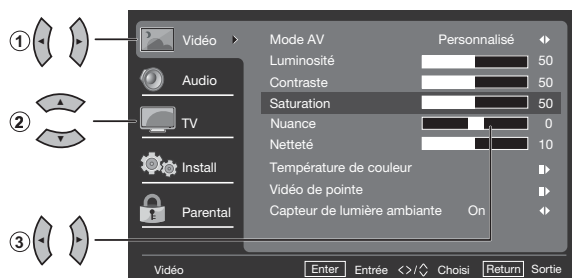 ① Vidéo Mode AV Personnalisé
Luminosité 50
Audio Contraste 50
Saturation 50
② TV Nuance 0
Netteté 10
Install Température de couleur
Vidéo de pointe
Parental Capteur de lumière ambiante On
③
Vidéo Enter Entrée <>/◇ Choisi Return Sortie